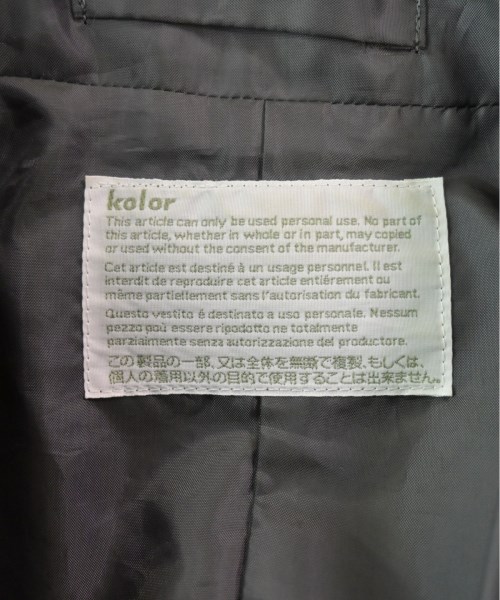 kolor
This article can only be used personal use. No part of
this article, whether in whole or in part, may copied
or used without the consent of the manufacturer.
Cet article est destiné à un usage personnel. Il est
interdit de reproduire cet article entiérement ou
même partiellement sans l'autorisation du fabricant.
Questo vestito é destinato a uso personale. Nessum
pezzo poù essere ripodotto ne totalmente
parzialmente senza autorizzazione del produttore.
この製品の一部、又は全体を無断で複製、もしくは、
個人の着用以外の目的で使用することは出来ません。